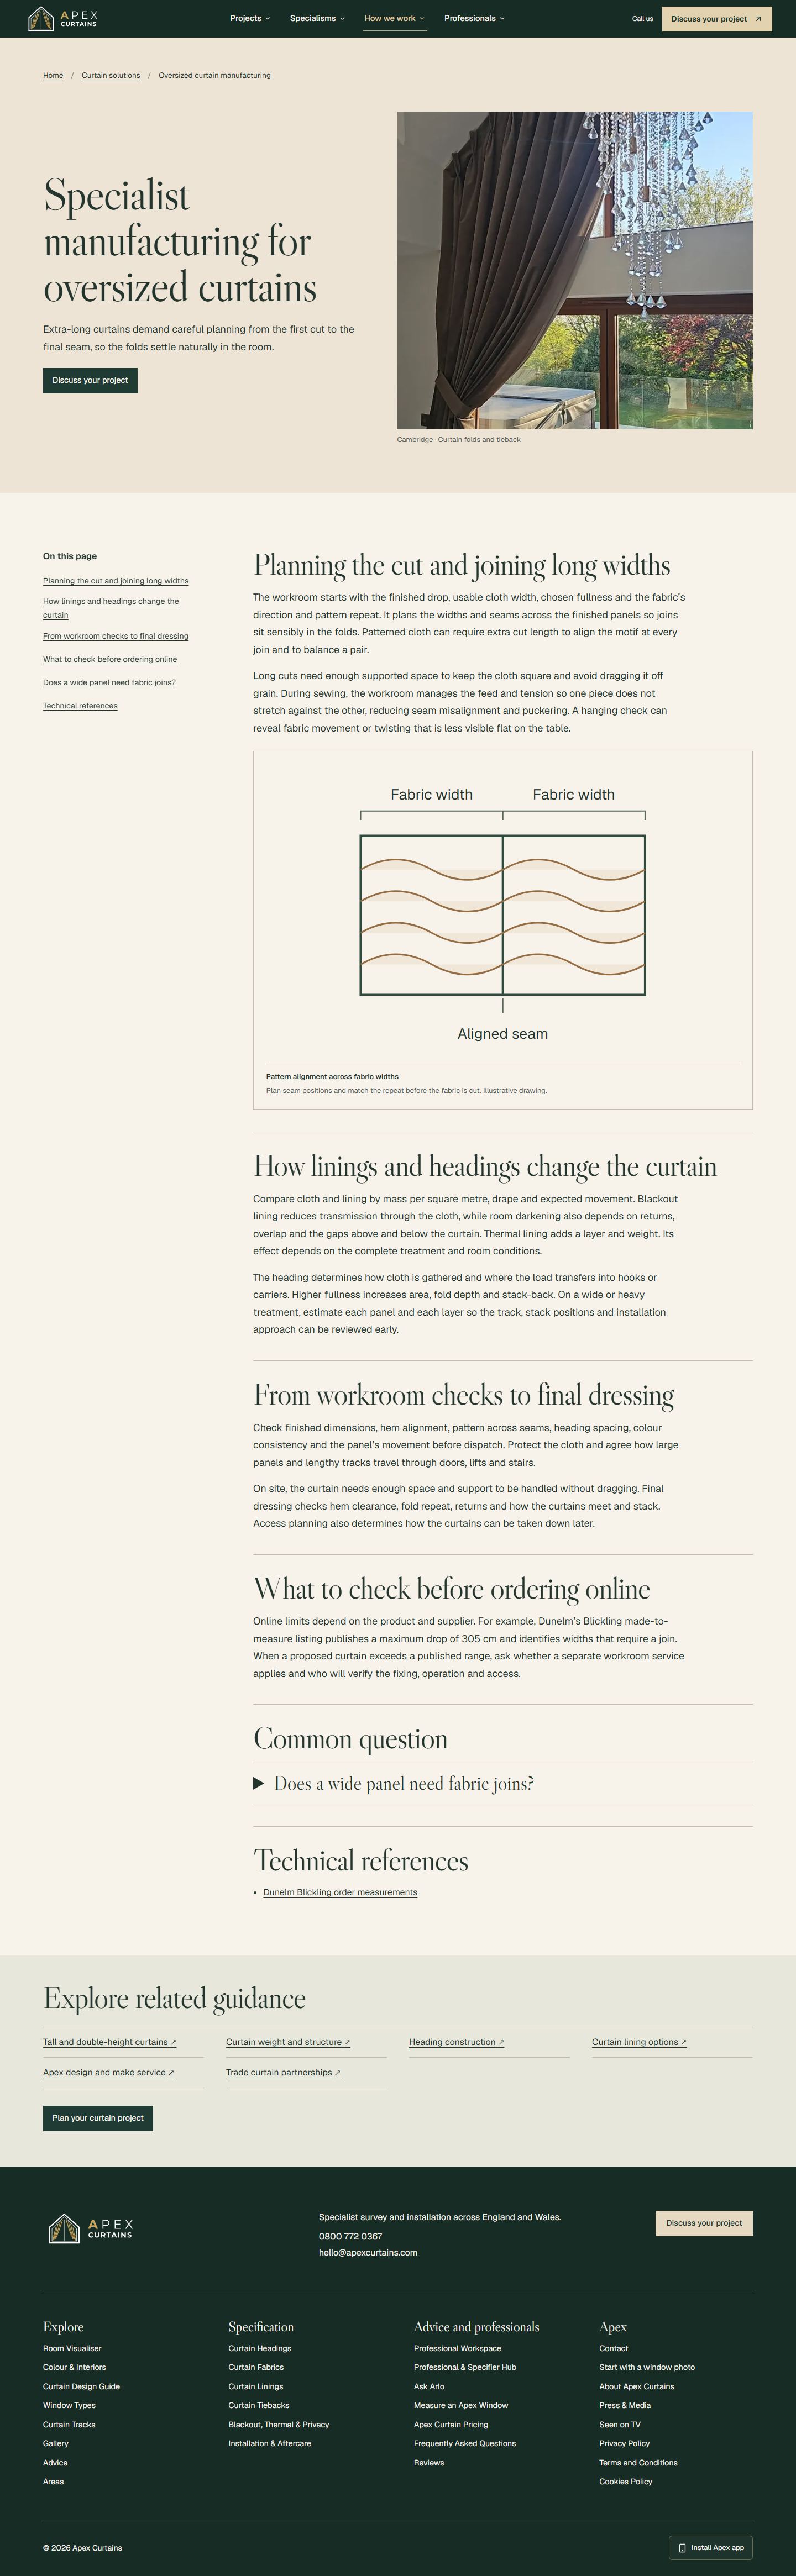 APEX
CURTAINS
Projects
Specialisms
How we work
Professionals
Call us
Discuss your project
Home / Curtain solutions / Oversized curtain manufacturing
Specialist
manufacturing for
oversized curtains
Extra-long curtains demand careful planning from the first cut to the
final seam, so the folds settle naturally in the room.
Discuss your project
Cambridge · Curtain folds and tieback
On this page
Planning the cut and joining long widths
How linings and headings change the
curtain
From workroom checks to final dressing
What to check before ordering online
Does a wide panel need fabric joins?
Technical references
Planning the cut and joining long widths
The workroom starts with the finished drop, usable cloth width, chosen fullness and the fabric’s
direction and pattern repeat. It plans the widths and seams across the finished panels so joins
sit sensibly in the folds. Patterned cloth can require extra cut length to align the motif at every
join and to balance a pair.
Long cuts need enough supported space to keep the cloth square and avoid dragging it off
grain. During sewing, the workroom manages the feed and tension so one piece does not
stretch against the other, reducing seam misalignment and puckering. A hanging check can
reveal fabric movement or twisting that is less visible flat on the table.
Fabric width
Fabric width
Aligned seam
Pattern alignment across fabric widths
Plan seam positions and match the repeat before the fabric is cut. Illustrative drawing.
How linings and headings change the curtain
Compare cloth and lining by mass per square metre, drape and expected movement. Blackout
lining reduces transmission through the cloth, while room darkening also depends on returns,
overlap and the gaps above and below the curtain. Thermal lining adds a layer and weight. Its
effect depends on the complete treatment and room conditions.
The heading determines how cloth is gathered and where the load transfers into hooks or
carriers. Higher fullness increases area, fold depth and stack-back. On a wide or heavy
treatment, estimate each panel and each layer so the track, stack positions and installation
approach can be reviewed early.
From workroom checks to final dressing
Check finished dimensions, hem alignment, pattern across seams, heading spacing, colour
consistency and the panel’s movement before dispatch. Protect the cloth and agree how large
panels and lengthy tracks travel through doors, lifts and stairs.
On site, the curtain needs enough space and support to be handled without dragging. Final
dressing checks hem clearance, fold repeat, returns and how the curtains meet and stack.
Access planning also determines how the curtains can be taken down later.
What to check before ordering online
Online limits depend on the product and supplier. For example, Dunelm’s Blickling made-to-
measure listing publishes a maximum drop of 305 cm and identifies widths that require a join.
When a proposed curtain exceeds a published range, ask whether a separate workroom service
applies and who will verify the fixing, operation and access.
Common question
Does a wide panel need fabric joins?
Technical references
• Dunelm Blickling order measurements
Explore related guidance
Tall and double-height curtains ↗
Curtain weight and structure ↗
Heading construction ↗
Curtain lining options ↗
Apex design and make service ↗
Trade curtain partnerships ↗
Plan your curtain project
APEX
CURTAINS
Specialist survey and installation across England and Wales.
0800 772 0367
hello@apexcurtains.com
Discuss your project
Explore
Room Visualiser
Colour & Interiors
Curtain Design Guide
Window Types
Curtain Tracks
Gallery
Advice
Areas
Specification
Curtain Headings
Curtain Fabrics
Curtain Linings
Curtain Tiebacks
Blackout, Thermal & Privacy
Installation & Aftercare
Advice and professionals
Professional Workspace
Professional & Specifier Hub
Ask Arlo
Measure an Apex Window
Apex Curtain Pricing
Frequently Asked Questions
Reviews
Apex
Contact
Start with a window photo
About Apex Curtains
Press & Media
Seen on TV
Privacy Policy
Terms and Conditions
Cookies Policy
© 2026 Apex Curtains
Install Apex app